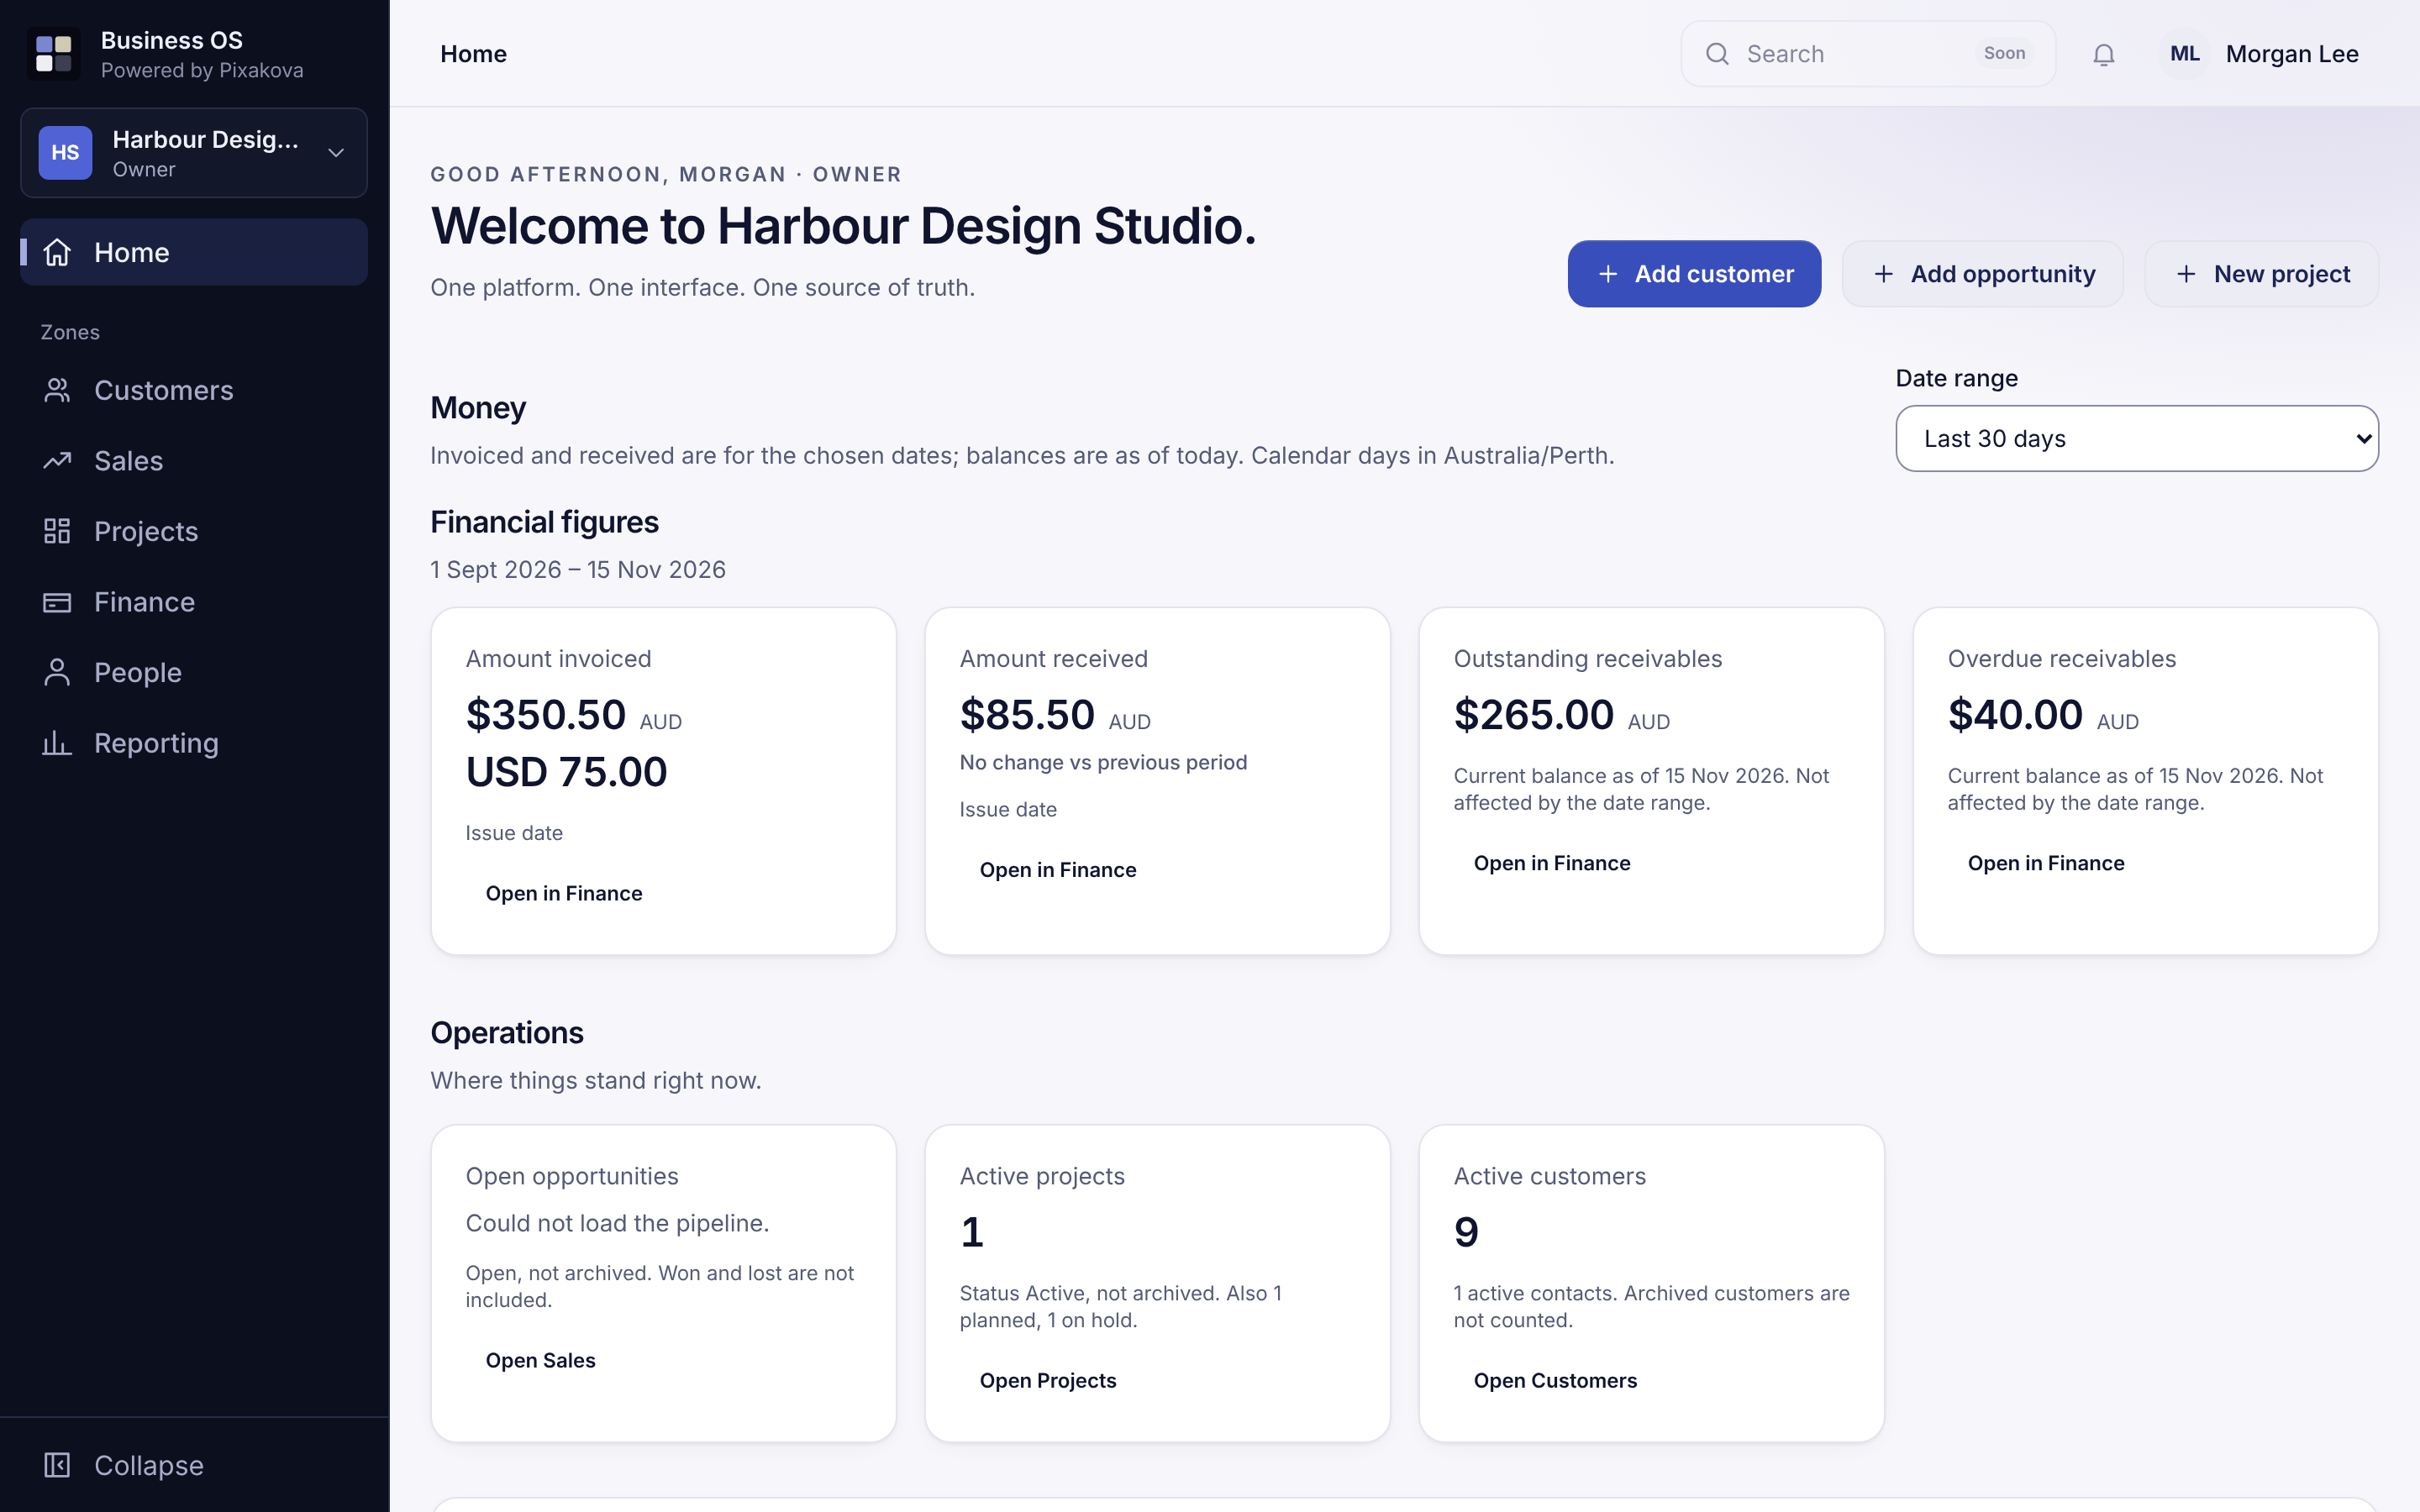 Business OS
Powered by Pixakova
HS
Harbour Desig...
Owner
Home
Zones
Customers
Sales
Projects
Finance
People
Reporting
Collapse
Home
Search
Soon
ML
Morgan Lee
GOOD AFTERNOON, MORGAN · OWNER
Welcome to Harbour Design Studio.
One platform. One interface. One source of truth.
+ Add customer
+ Add opportunity
+ New project
Money
Invoiced and received are for the chosen dates; balances are as of today. Calendar days in Australia/Perth.
Date range
Last 30 days
Financial figures
1 Sept 2026 – 15 Nov 2026
Amount invoiced
$350.50 AUD
USD 75.00
Issue date
Open in Finance
Amount received
$85.50 AUD
No change vs previous period
Issue date
Open in Finance
Outstanding receivables
$265.00 AUD
Current balance as of 15 Nov 2026. Not
affected by the date range.
Open in Finance
Overdue receivables
$40.00 AUD
Current balance as of 15 Nov 2026. Not
affected by the date range.
Open in Finance
Operations
Where things stand right now.
Open opportunities
Could not load the pipeline.
Open, not archived. Won and lost are not
included.
Open Sales
Active projects
1
Status Active, not archived. Also 1
planned, 1 on hold.
Open Projects
Active customers
9
1 active contacts. Archived customers are
not counted.
Open Customers